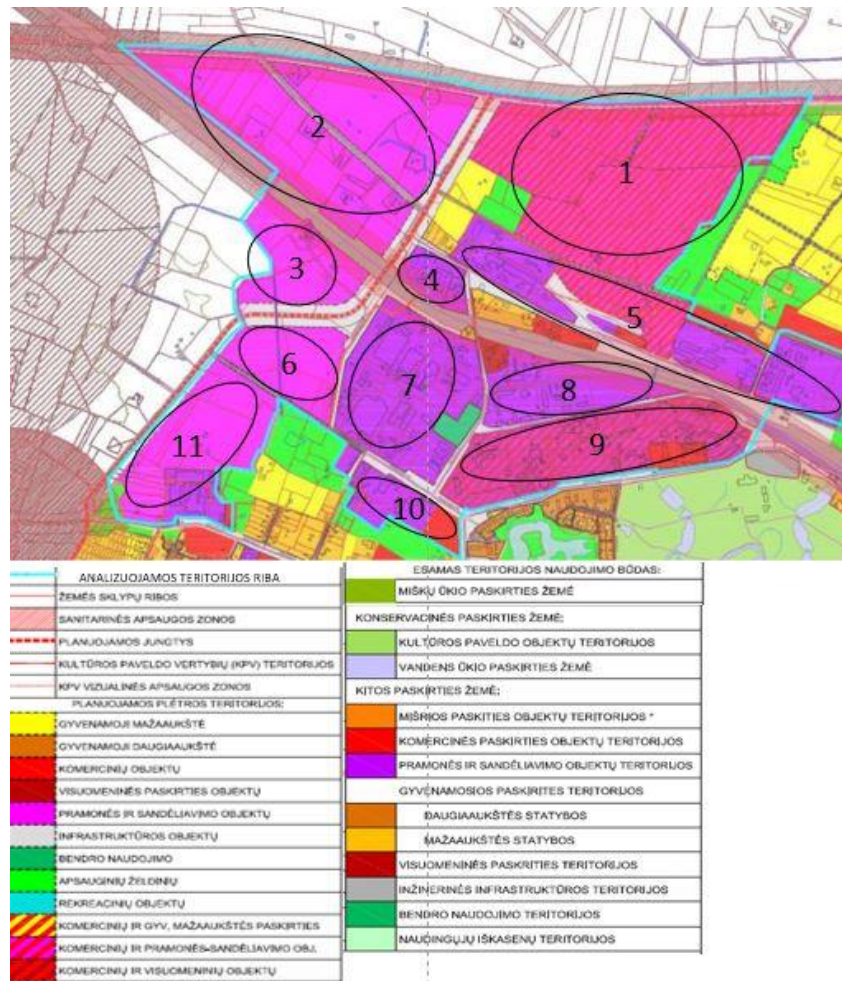 2
1
3
4
5
6
7
8
9
11
10
ANALIZUOJAMOS TERITORIJOS RIBA
ŽEMĖS SKLYPŲ RIBOS
SANITARINĖS APSAUGOS ZONOS
PLANUOJAMOS JUNGTYS
KULTŪROS PAVELDO VERTYBIŲ (KPV) TERITORIJOS
KPV VIZUALINĖS APSAUGOS ZONOS
PLANUOJAMOS PLĖTROS TERITORIJOS:
GYVENAMOJI MAŽAAUKŠTĖ
GYVENAMOJI DAUGIAAUKŠTĖ
KOMERCINIŲ OBJEKTŲ
VISUOMENINĖS PASKIRTIES OBJEKTŲ
PRAMONĖS IR SANDĖLIAVIMO OBJEKTŲ
INFRASTRUKTŪROS OBJEKTŲ
BENDRO NAUDOJIMO
APSAUGINIŲ ŽELDINIŲ
REKREACINIŲ OBJEKTŲ
KOMERCINIŲ IR GYV. MAŽAAUKŠTĖS PASKIRTIES
KOMERCINIŲ IR PRAMONĖS-SANDĖLIAVIMO OBJ.
KOMERCINIŲ IR VISUOMENINIŲ OBJEKTŲ
ESAMAS TERITORIJOS NAUDOJIMO BŪDAS:
MIŠKŲ ŪKIO PASKIRTIES ŽEMĖ
KONSERVACINĖS PASKIRTIES ŽEMĖ:
KULTŪROS PAVELDO OBJEKTŲ TERITORIJOS
VANDENS ŪKIO PASKIRTIES ŽEMĖ
KITOS PASKIRTIES ŽEMĖ:
MIŠRIOS PASKITIES OBJEKTŲ TERITORIJOS *
KOMERCINĖS PASKIRTIES OBJEKTŲ TERITORIJOS
PRAMONĖS IR SANDĖLIAVIMO OBJEKTŲ TERITORIJOS
GYVENAMOSIOS PASKIRITES TERITORIJOS
DAUGIAAUKŠTĖS STATYBOS
MAŽAAUKŠTĖS STATYBOS
VISUOMENINĖS PASKRITIES TERITORIJOS
INŽINERINĖS INFRASTRUKTŪROS TERITORIJOS
BENDRO NAUDOJIMO TERITORIJOS
NAUDINGŲJŲ IŠKASENŲ TERITORIJOS